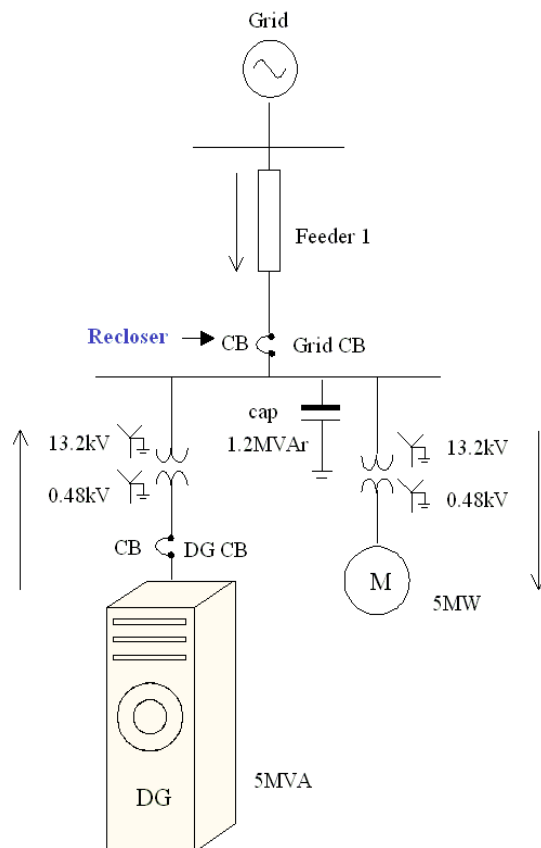 Grid
Feeder 1
Recloser
CB
Grid CB
cap
1.2MVAr
13.2kV
0.48kV
13.2kV
0.48kV
CB
DG CB
M
5MW
DG
5MVA